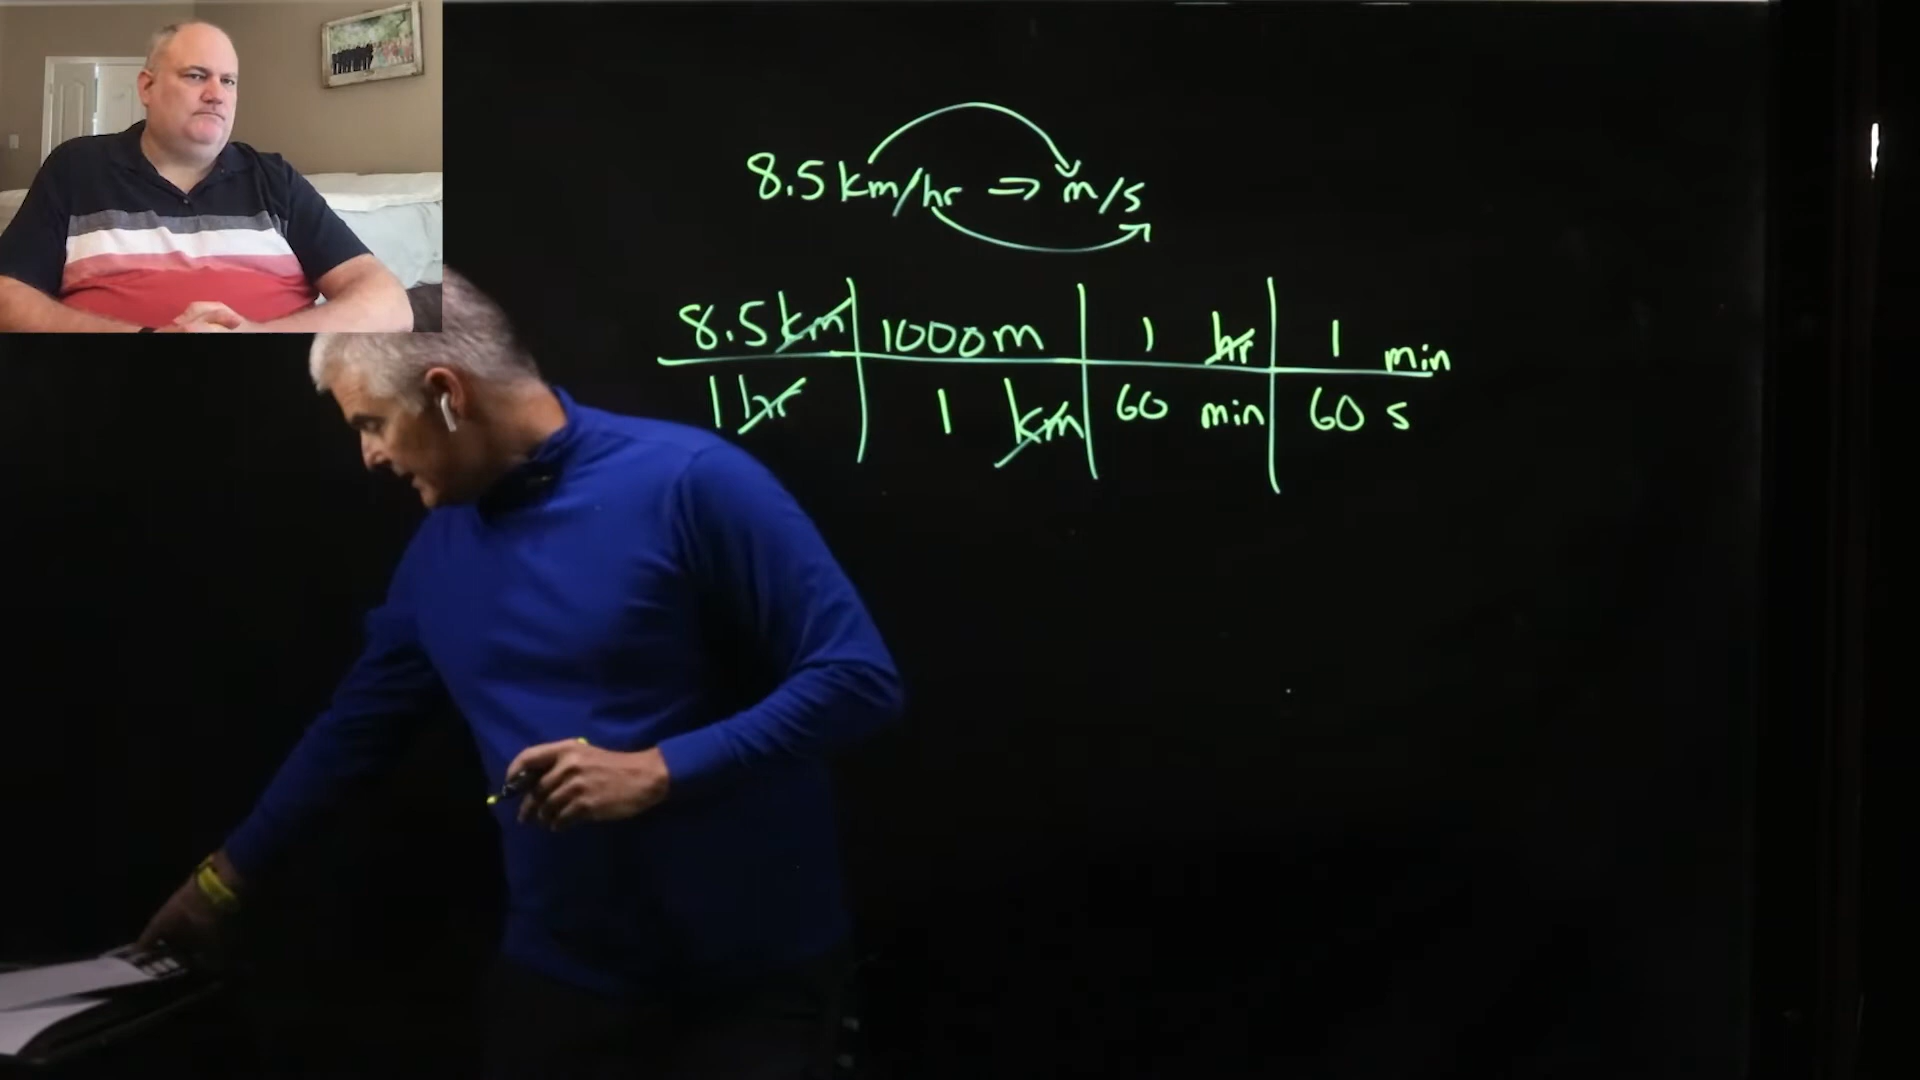 8.5 km/hr ⇒ m/s
8.5 km | 1000 m | 1 hr | 1 min
1 hr | 1 km | 60 min | 60 s